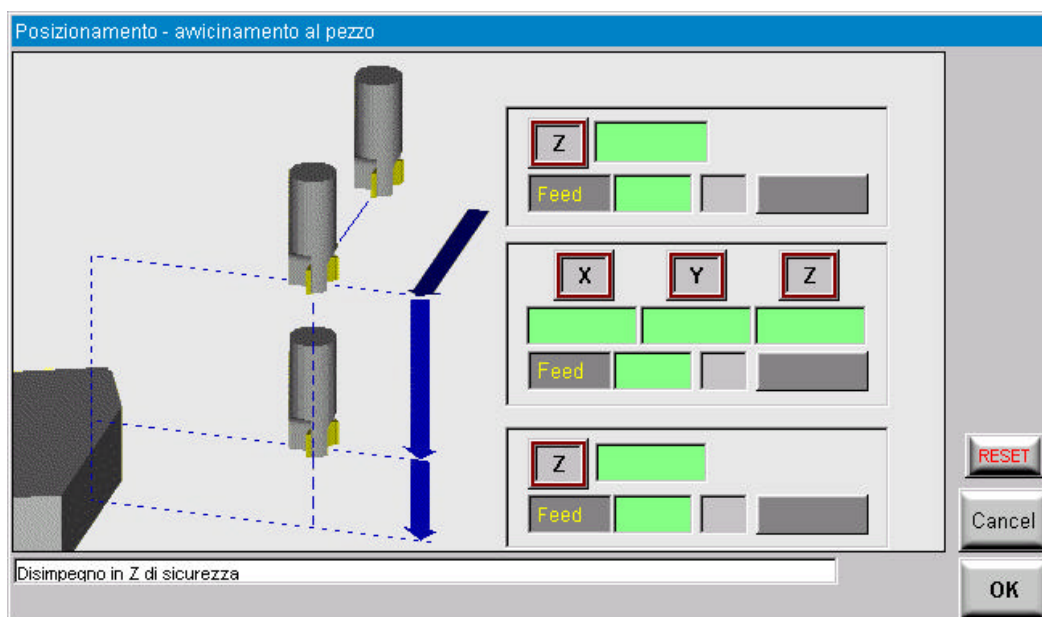 Posizionamento - avvicinamento al pezzo
Z
Feed
X Y Z
Feed
Z
Feed
RESET
Cancel
Disimpegno in Z di sicurezza
OK